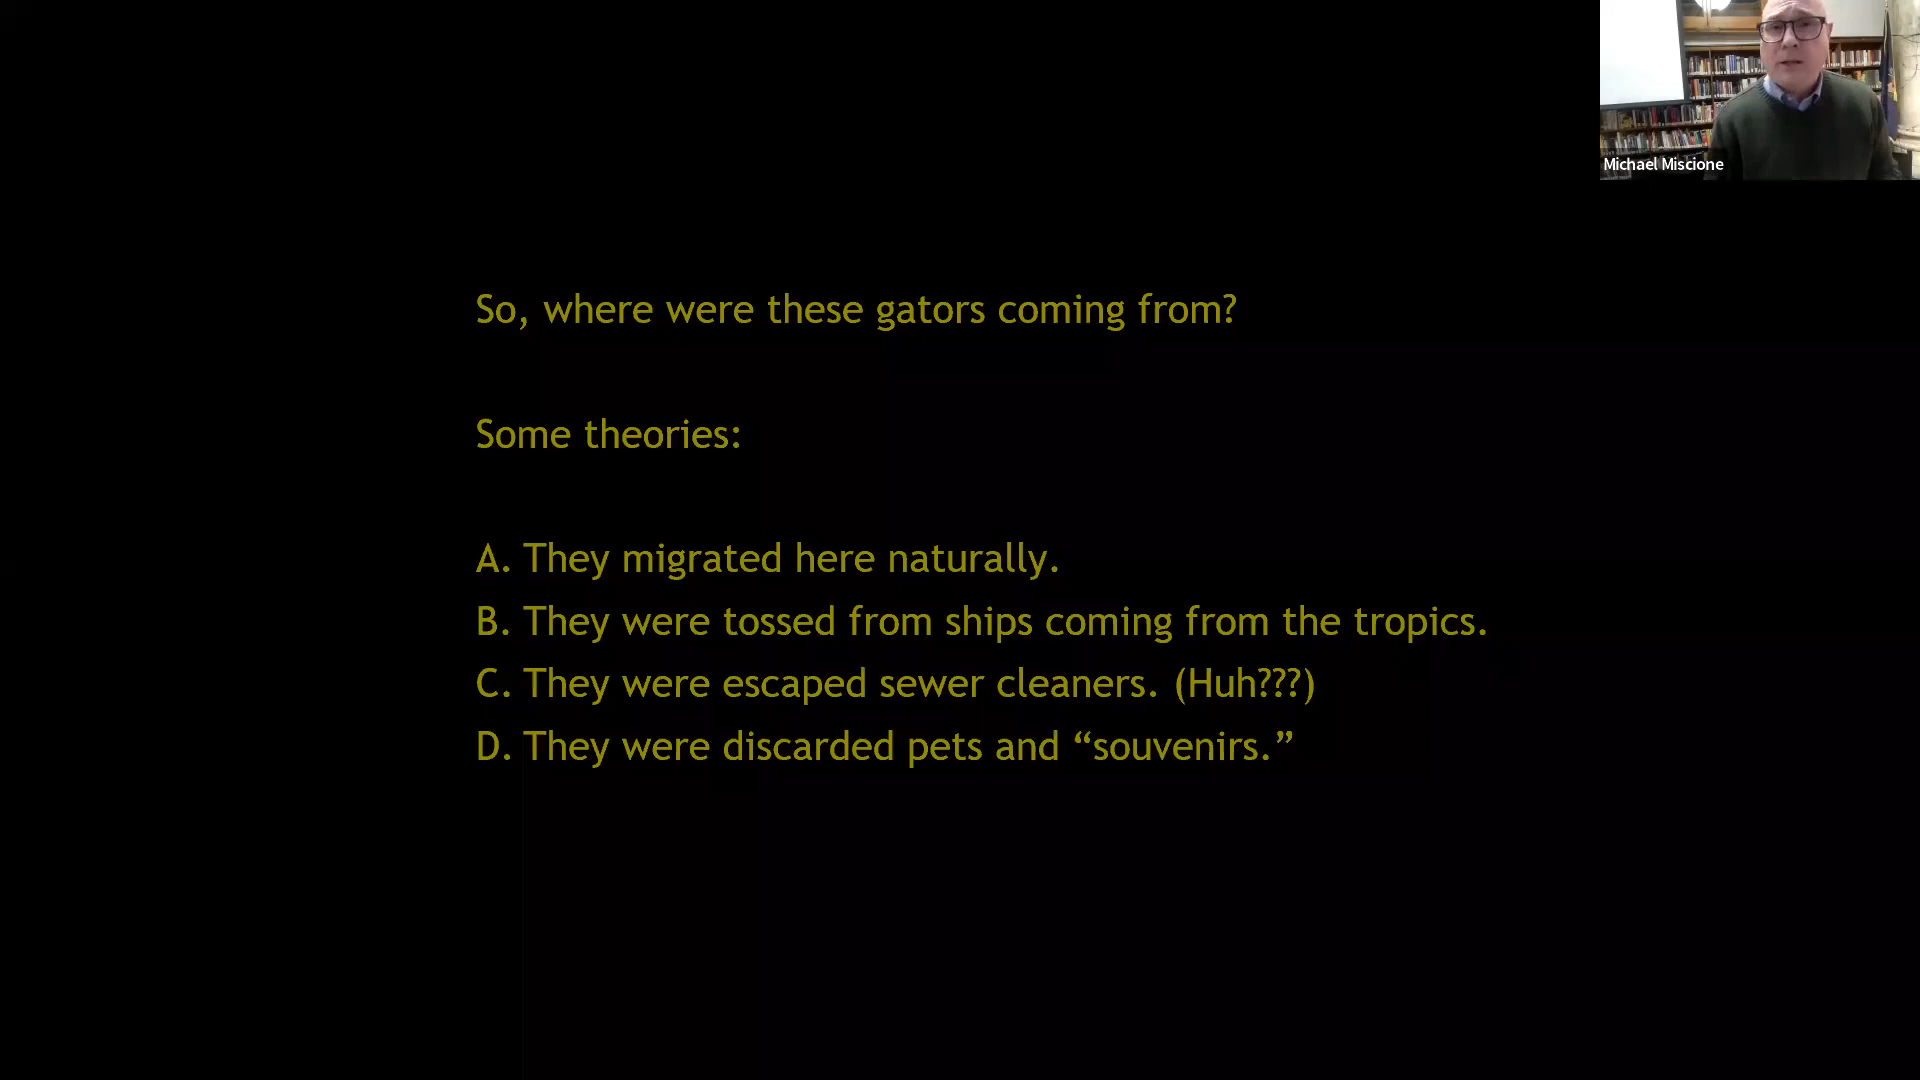 Michael Miscione
So, where were these gators coming from?
Some theories:
A. They migrated here naturally.
B. They were tossed from ships coming from the tropics.
C. They were escaped sewer cleaners. (Huh???)
D. They were discarded pets and “souvenirs.”